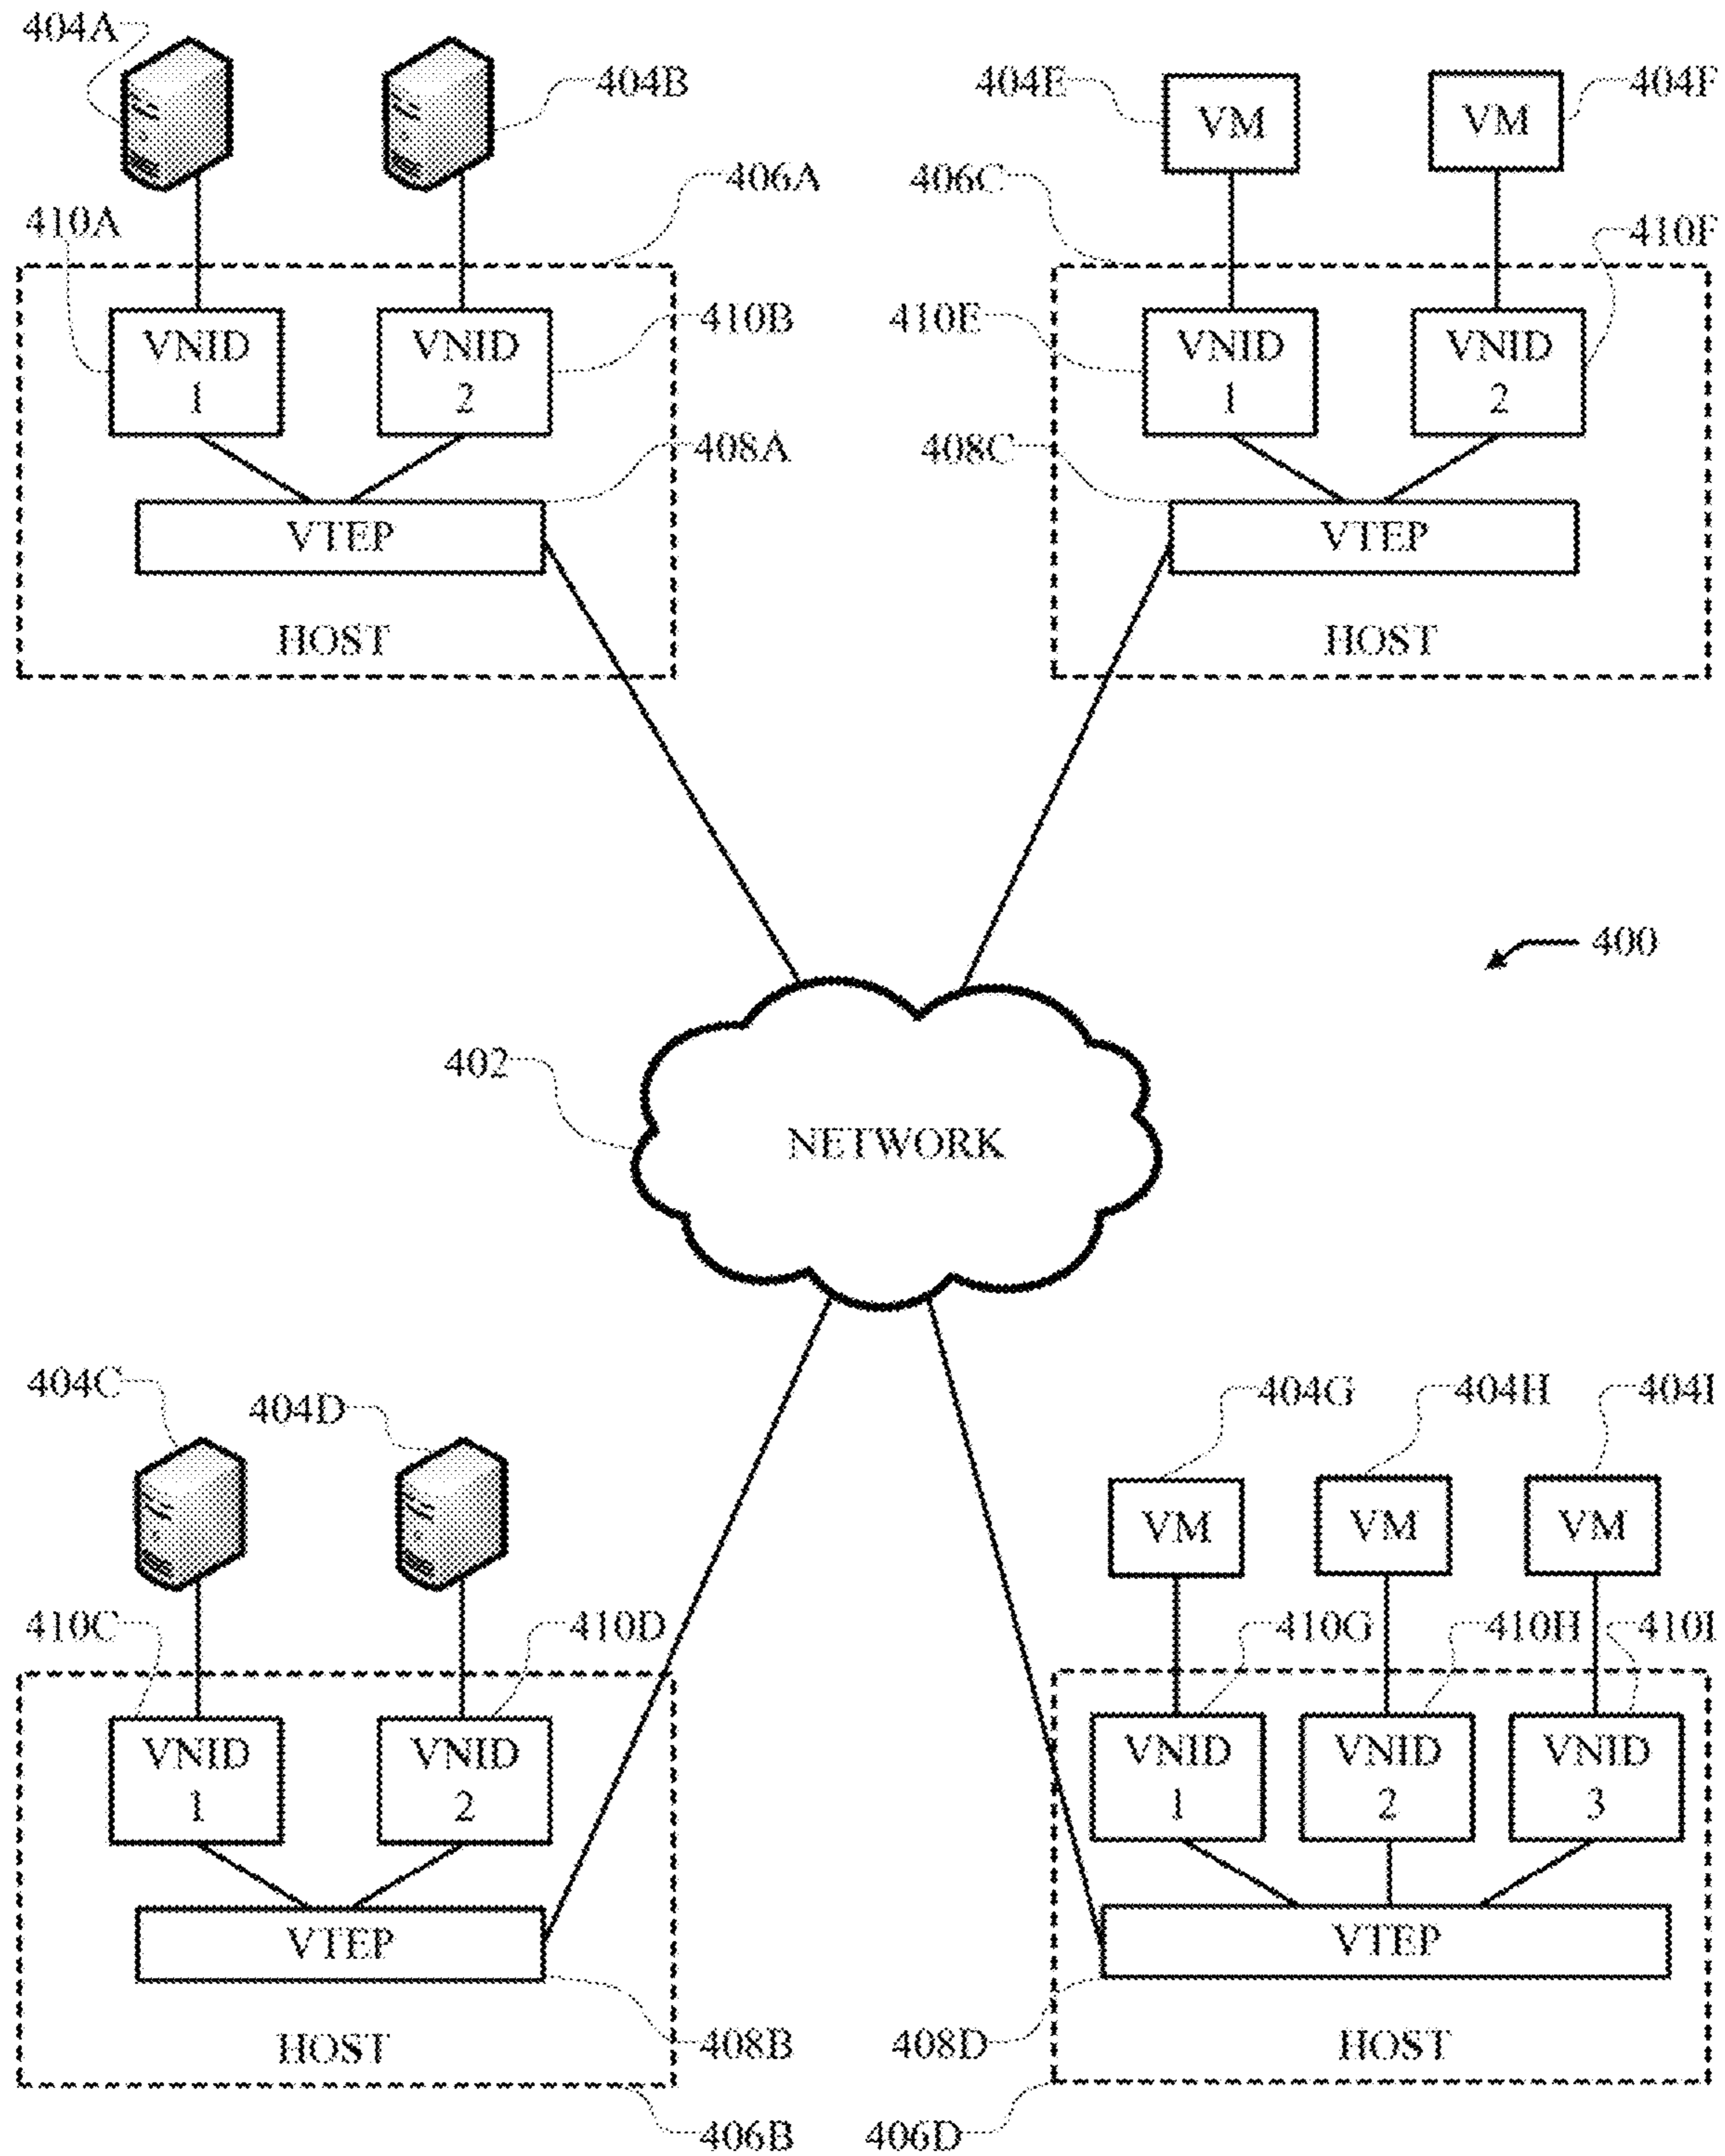 404A
404B
404E
VM
VM
404F
406A
406C
410A
410F
VNID
1
VNID
2
410B
410E
VNID
1
VNID
2
408A
408C
VTEP
VTEP
HOST
HOST
400
402
NETWORK
404C
404D
404G
404H
404I
VM
VM
VM
410C
410D
410G
410H
410I
VNID
1
VNID
2
VNID
1
VNID
2
VNID
3
VTEP
VTEP
HOST
408B
408D
HOST
406B
406D